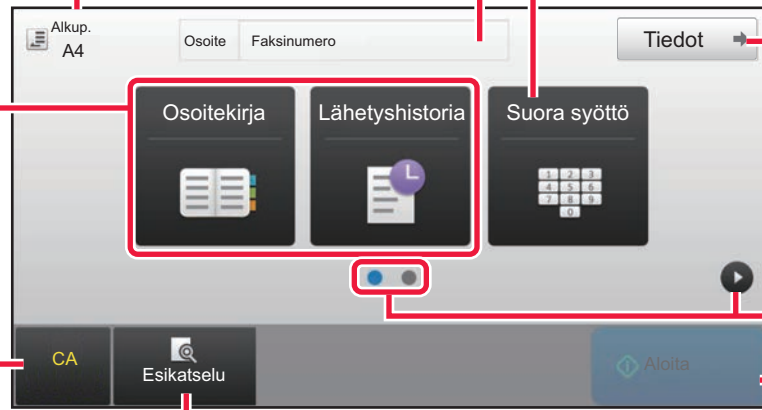 Alkup.
A4
Osoite
Faksinumero
Tiedot
Osoitekirja
Lähetyshistoria
Suora syöttö
1 2 3
4 5 6
7 8 9
0
CA
Esikatselu
Aloita